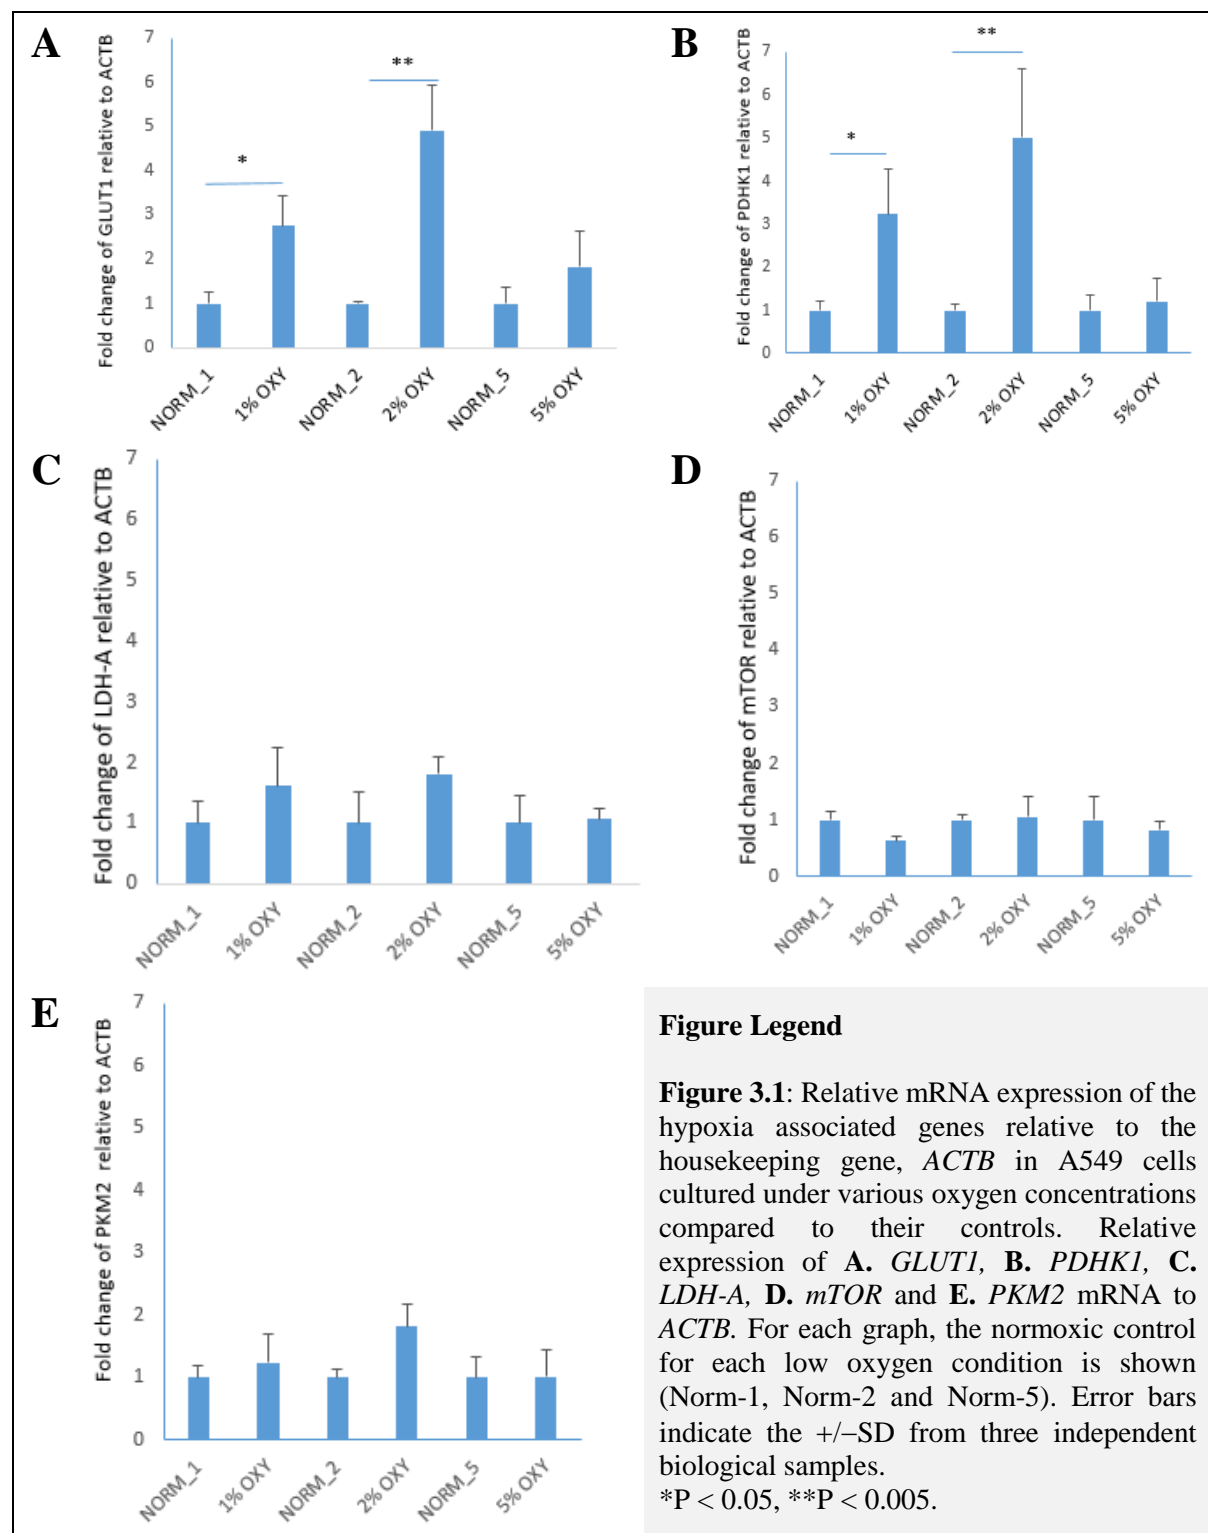 A
Fold change of GLUT1 relative to ACTB
7
6
5
4
3
2
1
0
*
**
NORM_1
1% OXY
NORM_2
2% OXY
NORM_5
5% OXY
B
Fold change of PDHK1 relative to ACTB
7
6
5
4
3
2
1
0
*
**
NORM_1
1% OXY
NORM_2
2% OXY
NORM_5
5% OXY
C
Fold change of LDH-A relative to ACTB
7
6
5
4
3
2
1
0
NORM_1
1% OXY
NORM_2
2% OXY
NORM_5
5% OXY
D
Fold change of mTOR relative to ACTB
7
6
5
4
3
2
1
0
NORM_1
1% OXY
NORM_2
2% OXY
NORM_5
5% OXY
E
Fold change of PKM2 relative to ACTB
7
6
5
4
3
2
1
0
NORM_1
1% OXY
NORM_2
2% OXY
NORM_5
5% OXY
Figure Legend
Figure 3.1: Relative mRNA expression of the
hypoxia associated genes relative to the
housekeeping gene, ACTB in A549 cells
cultured under various oxygen concentrations
compared to their controls. Relative
expression of A. GLUT1, B. PDHK1, C.
LDH-A, D. mTOR and E. PKM2 mRNA to
ACTB. For each graph, the normoxic control
for each low oxygen condition is shown
(Norm-1, Norm-2 and Norm-5). Error bars
indicate the +/−SD from three independent
biological samples.
*P < 0.05, **P < 0.005.